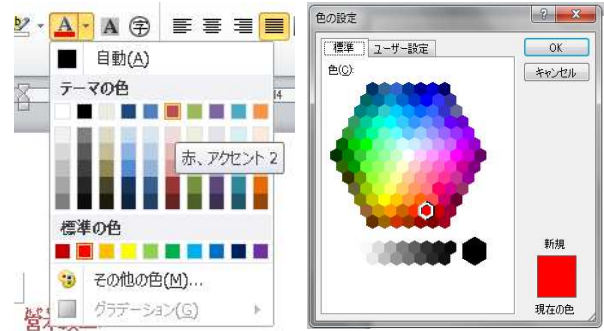 自動(A)
テーマの色
赤、アクセント 2
標準の色
その他の色(M)...
グラデーション(G)
14
色の設定
標準
ユーザー設定
OK
キャンセル
色(C):
新規
現在の色